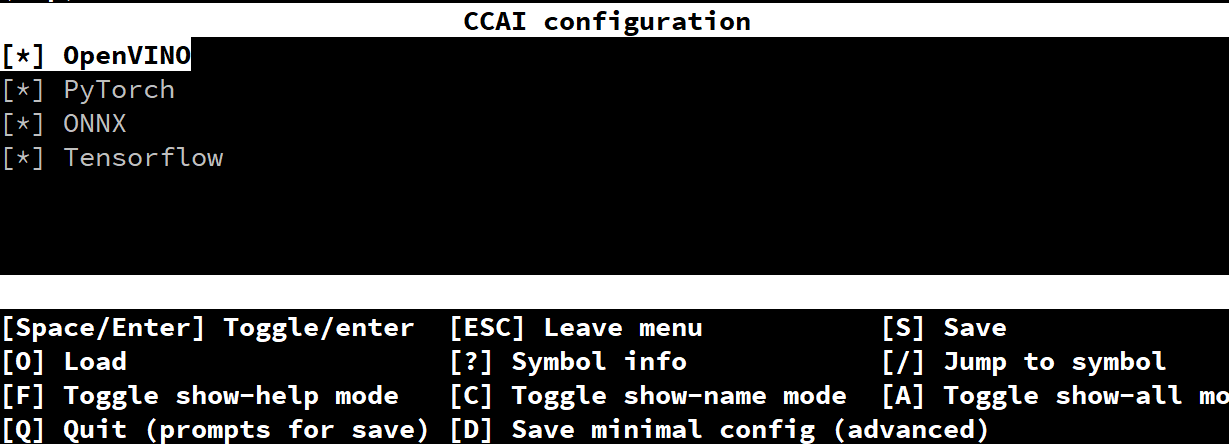 CCAI configuration
[*] OpenVINO
[*] PyTorch
[*] ONNX
[*] Tensorflow
[Space/Enter] Toggle/enter [ESC] Leave menu [S] Save
[O] Load [?] Symbol info [/] Jump to symbol
[F] Toggle show-help mode [C] Toggle show-name mode [A] Toggle show-all mo
[Q] Quit (prompts for save) [D] Save minimal config (advanced)